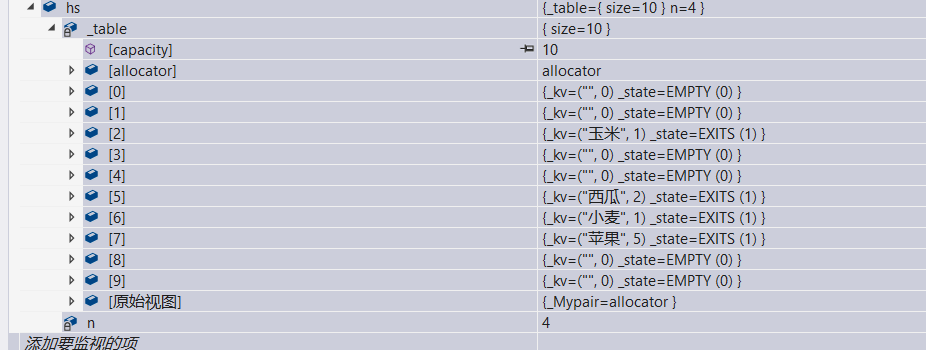 hs {_table={ size=10 } n=4 }
_table { size=10 }
[capacity] 10
[allocator] allocator
[0] {_kv=("", 0) _state=EMPTY (0) }
[1] {_kv=("", 0) _state=EMPTY (0) }
[2] {_kv=("玉米", 1) _state=EXITS (1) }
[3] {_kv=("", 0) _state=EMPTY (0) }
[4] {_kv=("", 0) _state=EMPTY (0) }
[5] {_kv=("西瓜", 2) _state=EXITS (1) }
[6] {_kv=("小麦", 1) _state=EXITS (1) }
[7] {_kv=("苹果", 5) _state=EXITS (1) }
[8] {_kv=("", 0) _state=EMPTY (0) }
[9] {_kv=("", 0) _state=EMPTY (0) }
[原始视图] {_Mypair=allocator }
n 4
添加要监视的项